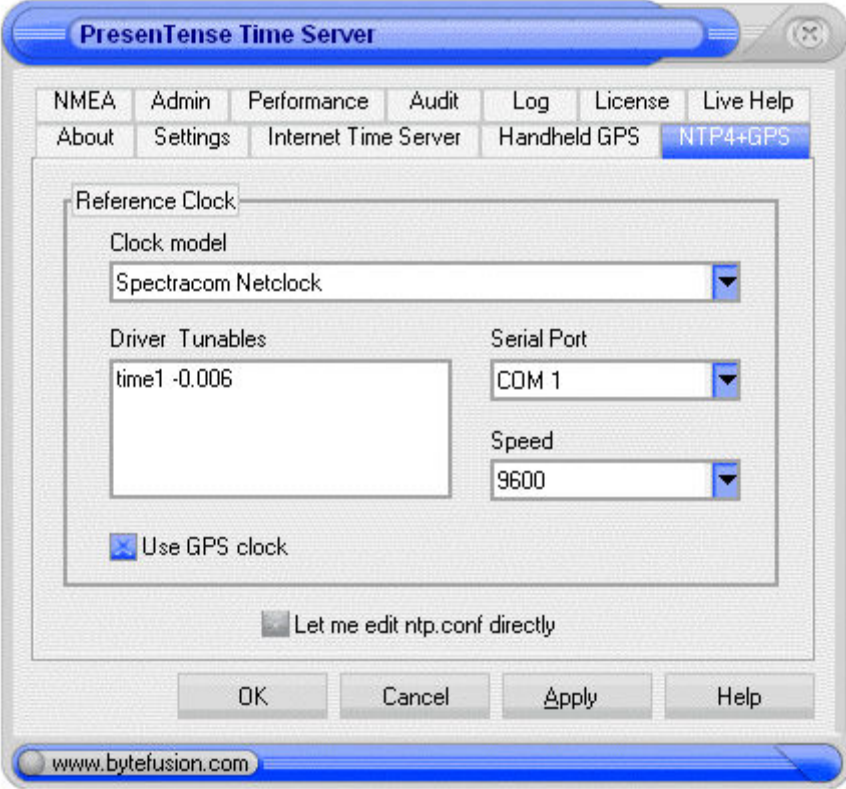 PresenTense Time Server
NMEA Admin Performance Audit Log License Live Help
About Settings Internet Time Server Handheld GPS NTP4+GPS
Reference Clock
Clock model
Spectracom Netclock
Driver Tunables Serial Port
time1 -0.006 COM 1
Speed
9600
Use GPS clock
Let me edit ntp.conf directly
OK Cancel Apply Help
www.bytefusion.com